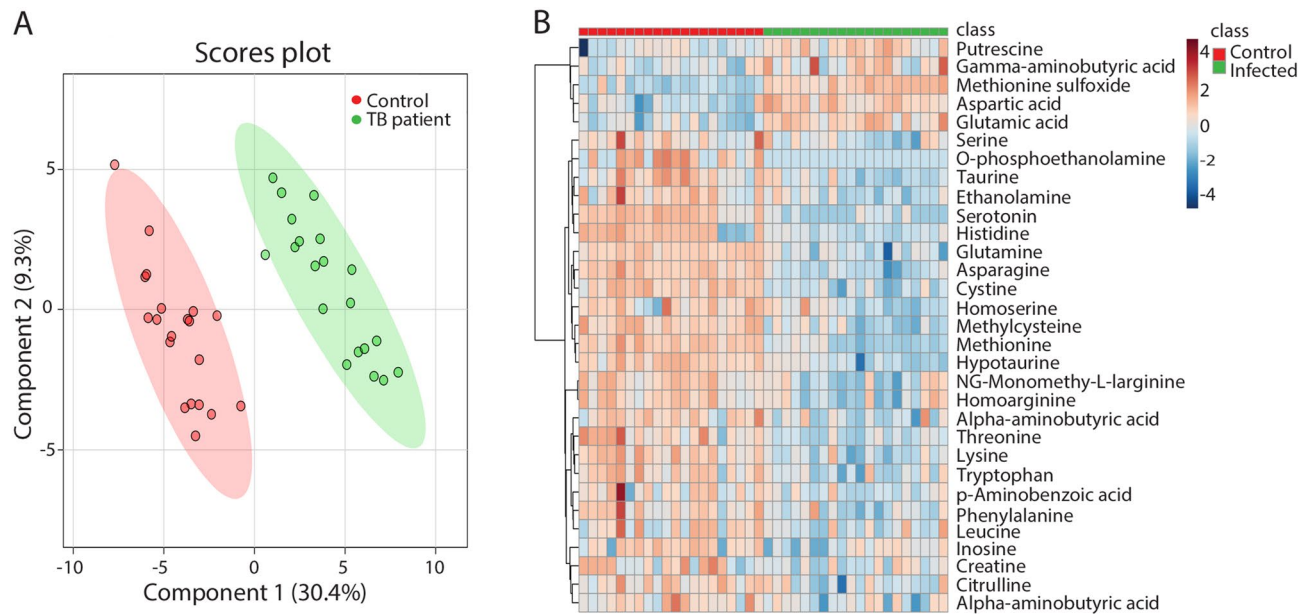 A
Scores plot
Control
TB patient
5
0
-5
-10
-5
0
5
10
Component 2 (9.3%)
Component 1 (30.4%)
B
class
Putrescine
Gamma-aminobutyric acid
Methionine sulfoxide
Aspartic acid
Glutamic acid
Serine
O-phosphoethanolamine
Taurine
Ethanolamine
Serotonin
Histidine
Glutamine
Asparagine
Cystine
Homoserine
Methylcysteine
Methionine
Hypotaurine
NG-Monomethy-L-larginine
Homoarginine
Alpha-aminobutyric acid
Threonine
Lysine
Tryptophan
p-Aminobenzoic acid
Phenylalanine
Leucine
Inosine
Creatine
Citrulline
Alpha-aminobutyric acid
4
2
0
-2
-4
class
Control
Infected